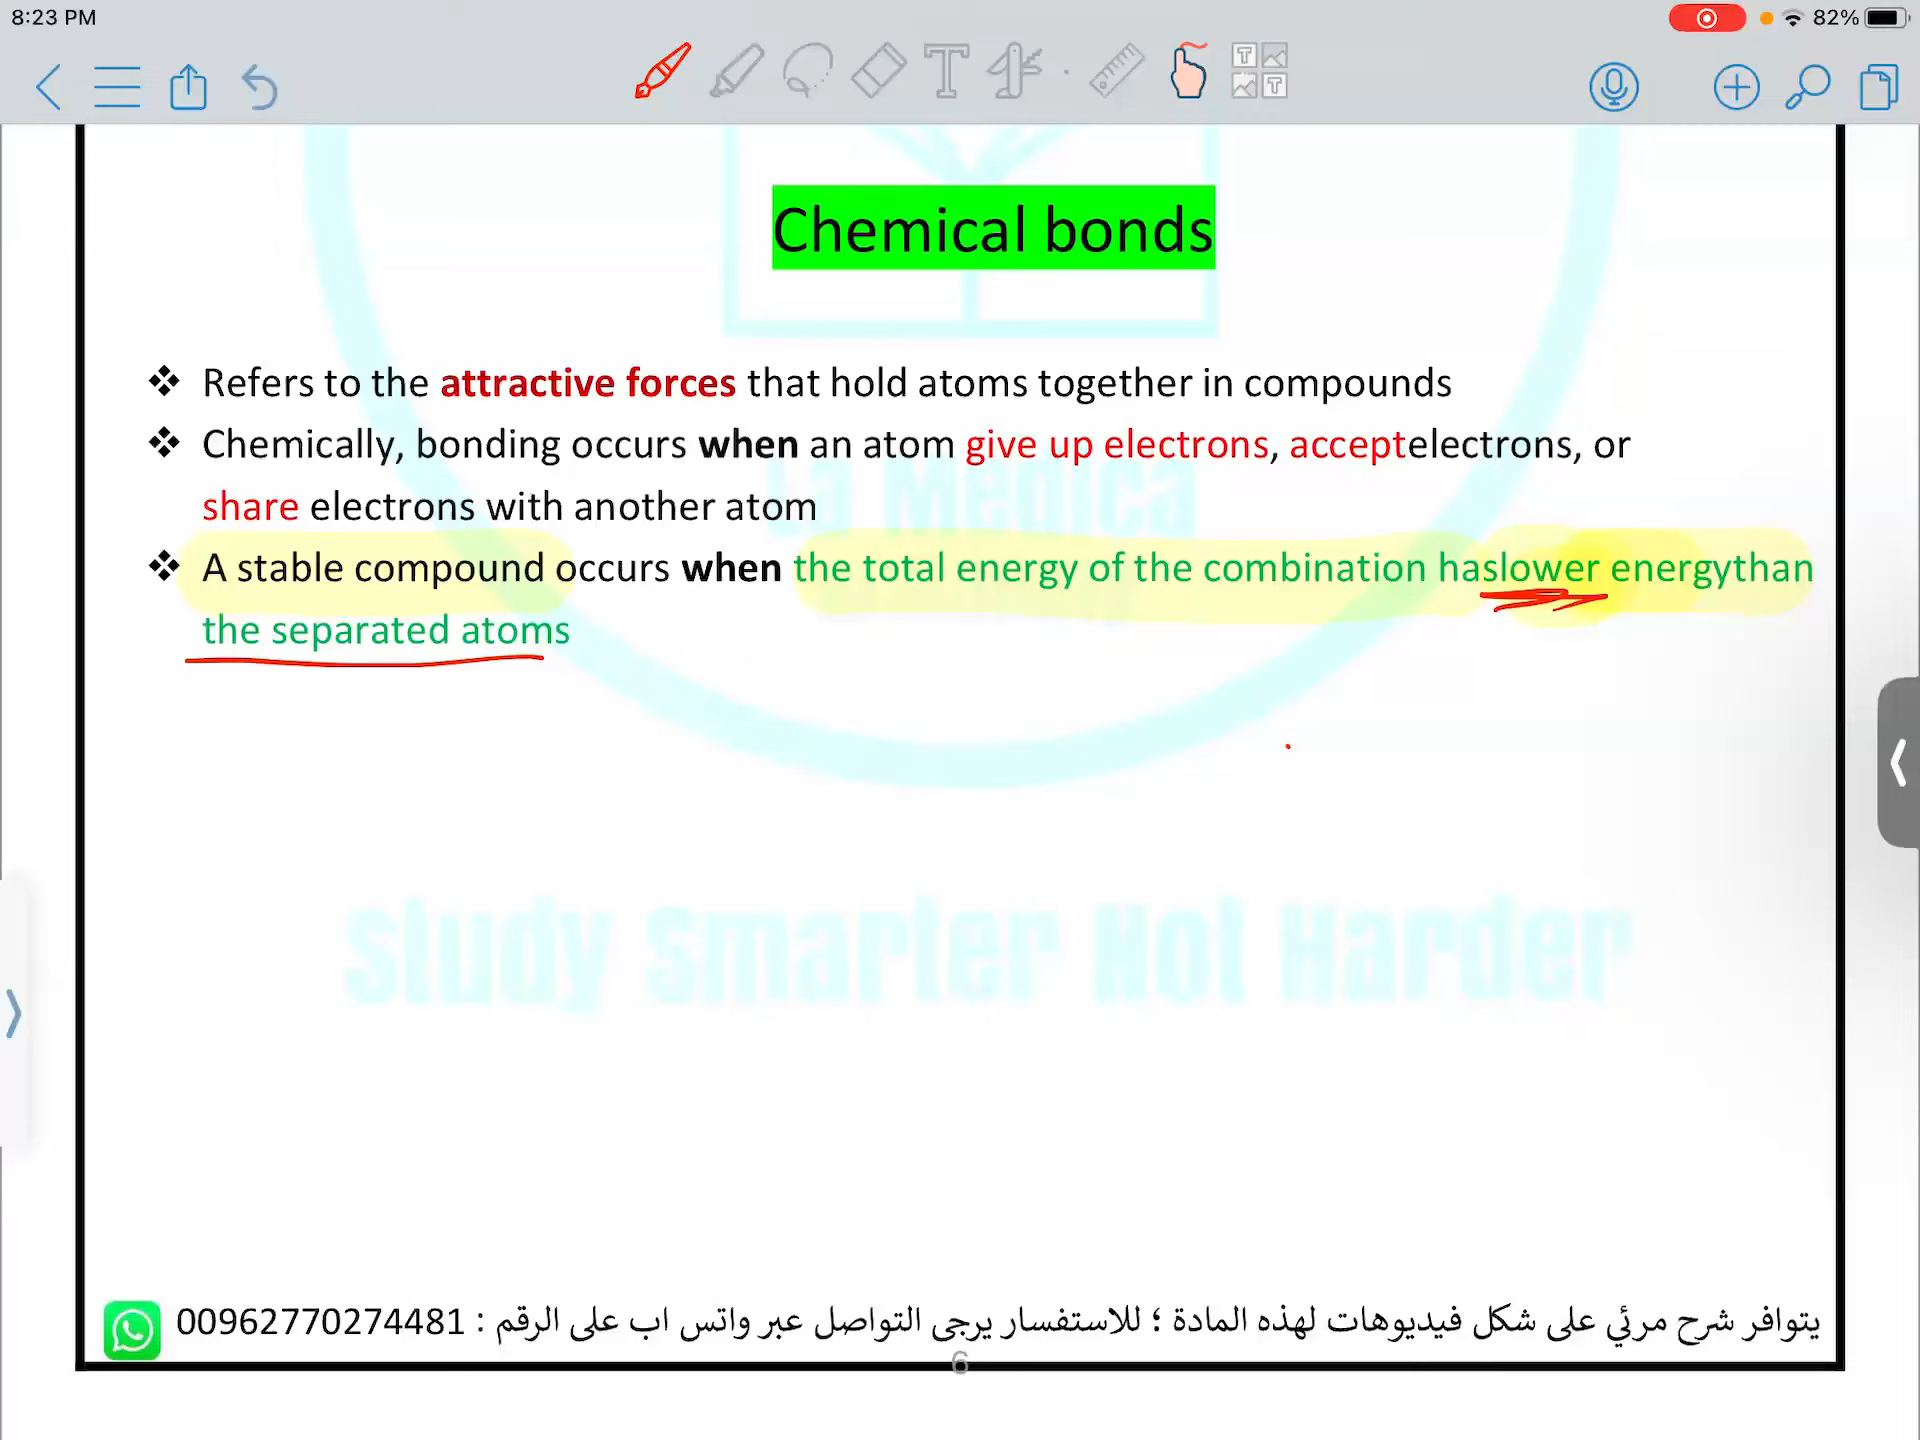 8:23 PM
82%
Chemical bonds
❖ Refers to the attractive forces that hold atoms together in compounds
❖ Chemically, bonding occurs when an atom give up electrons, acceptelectrons, or
share electrons with another atom
La Medica
❖ A stable compound occurs when the total energy of the combination haslower energythan
the separated atoms
Study Smarter Not Harder
يتوافر شرح مرئي على شكل فيديوهات لهذه المادة ؛ للاستفسار يرجى التواصل عبر واتس اب على الرقم : 00962770274481
6